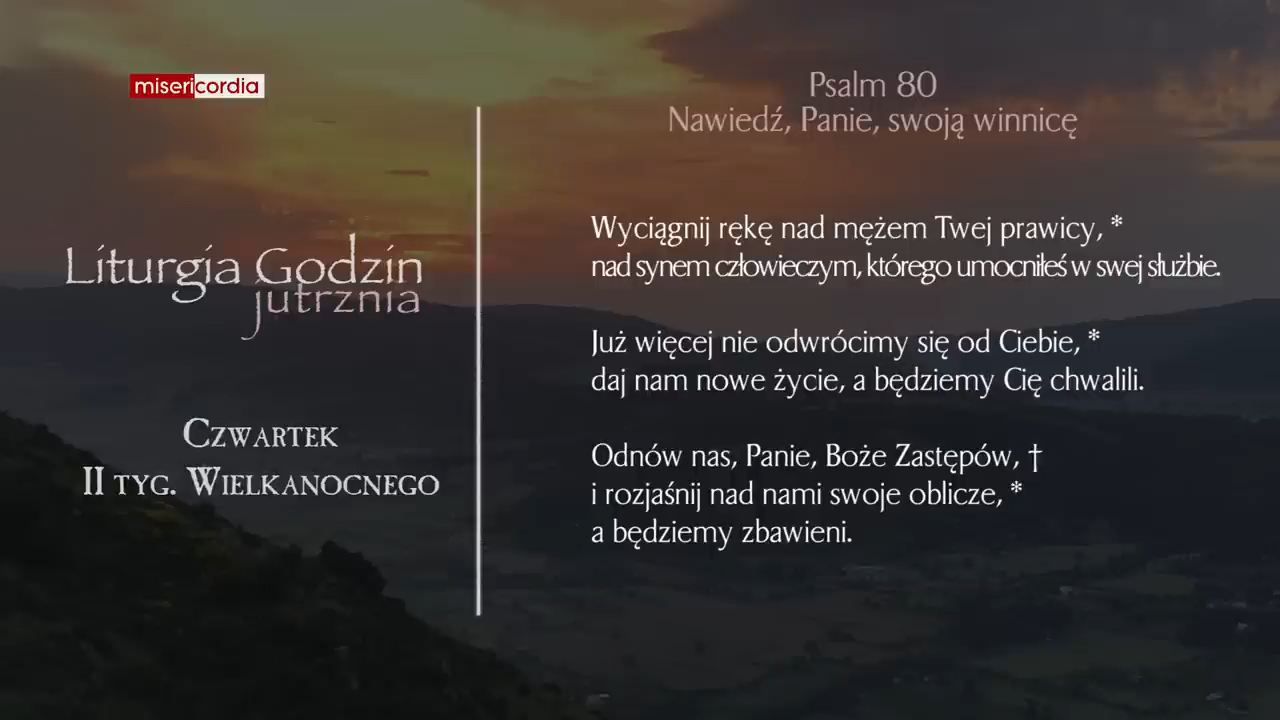 misericordia
Liturgia Godzin
jutrznia
Czwartek
II tyg. Wielkanocnego
Psalm 80
Nawiedź, Panie, swoją winnicę
Wyciągnij rękę nad mężem Twej prawicy, *
nad synem człowieczym, którego umocniłeś w swej służbie.
Już więcej nie odwrócimy się od Ciebie, *
daj nam nowe życie, a będziemy Cię chwalili.
Odnów nas, Panie, Boże Zastępów, †
i rozjaśnij nad nami swoje oblicze, *
a będziemy zbawieni.